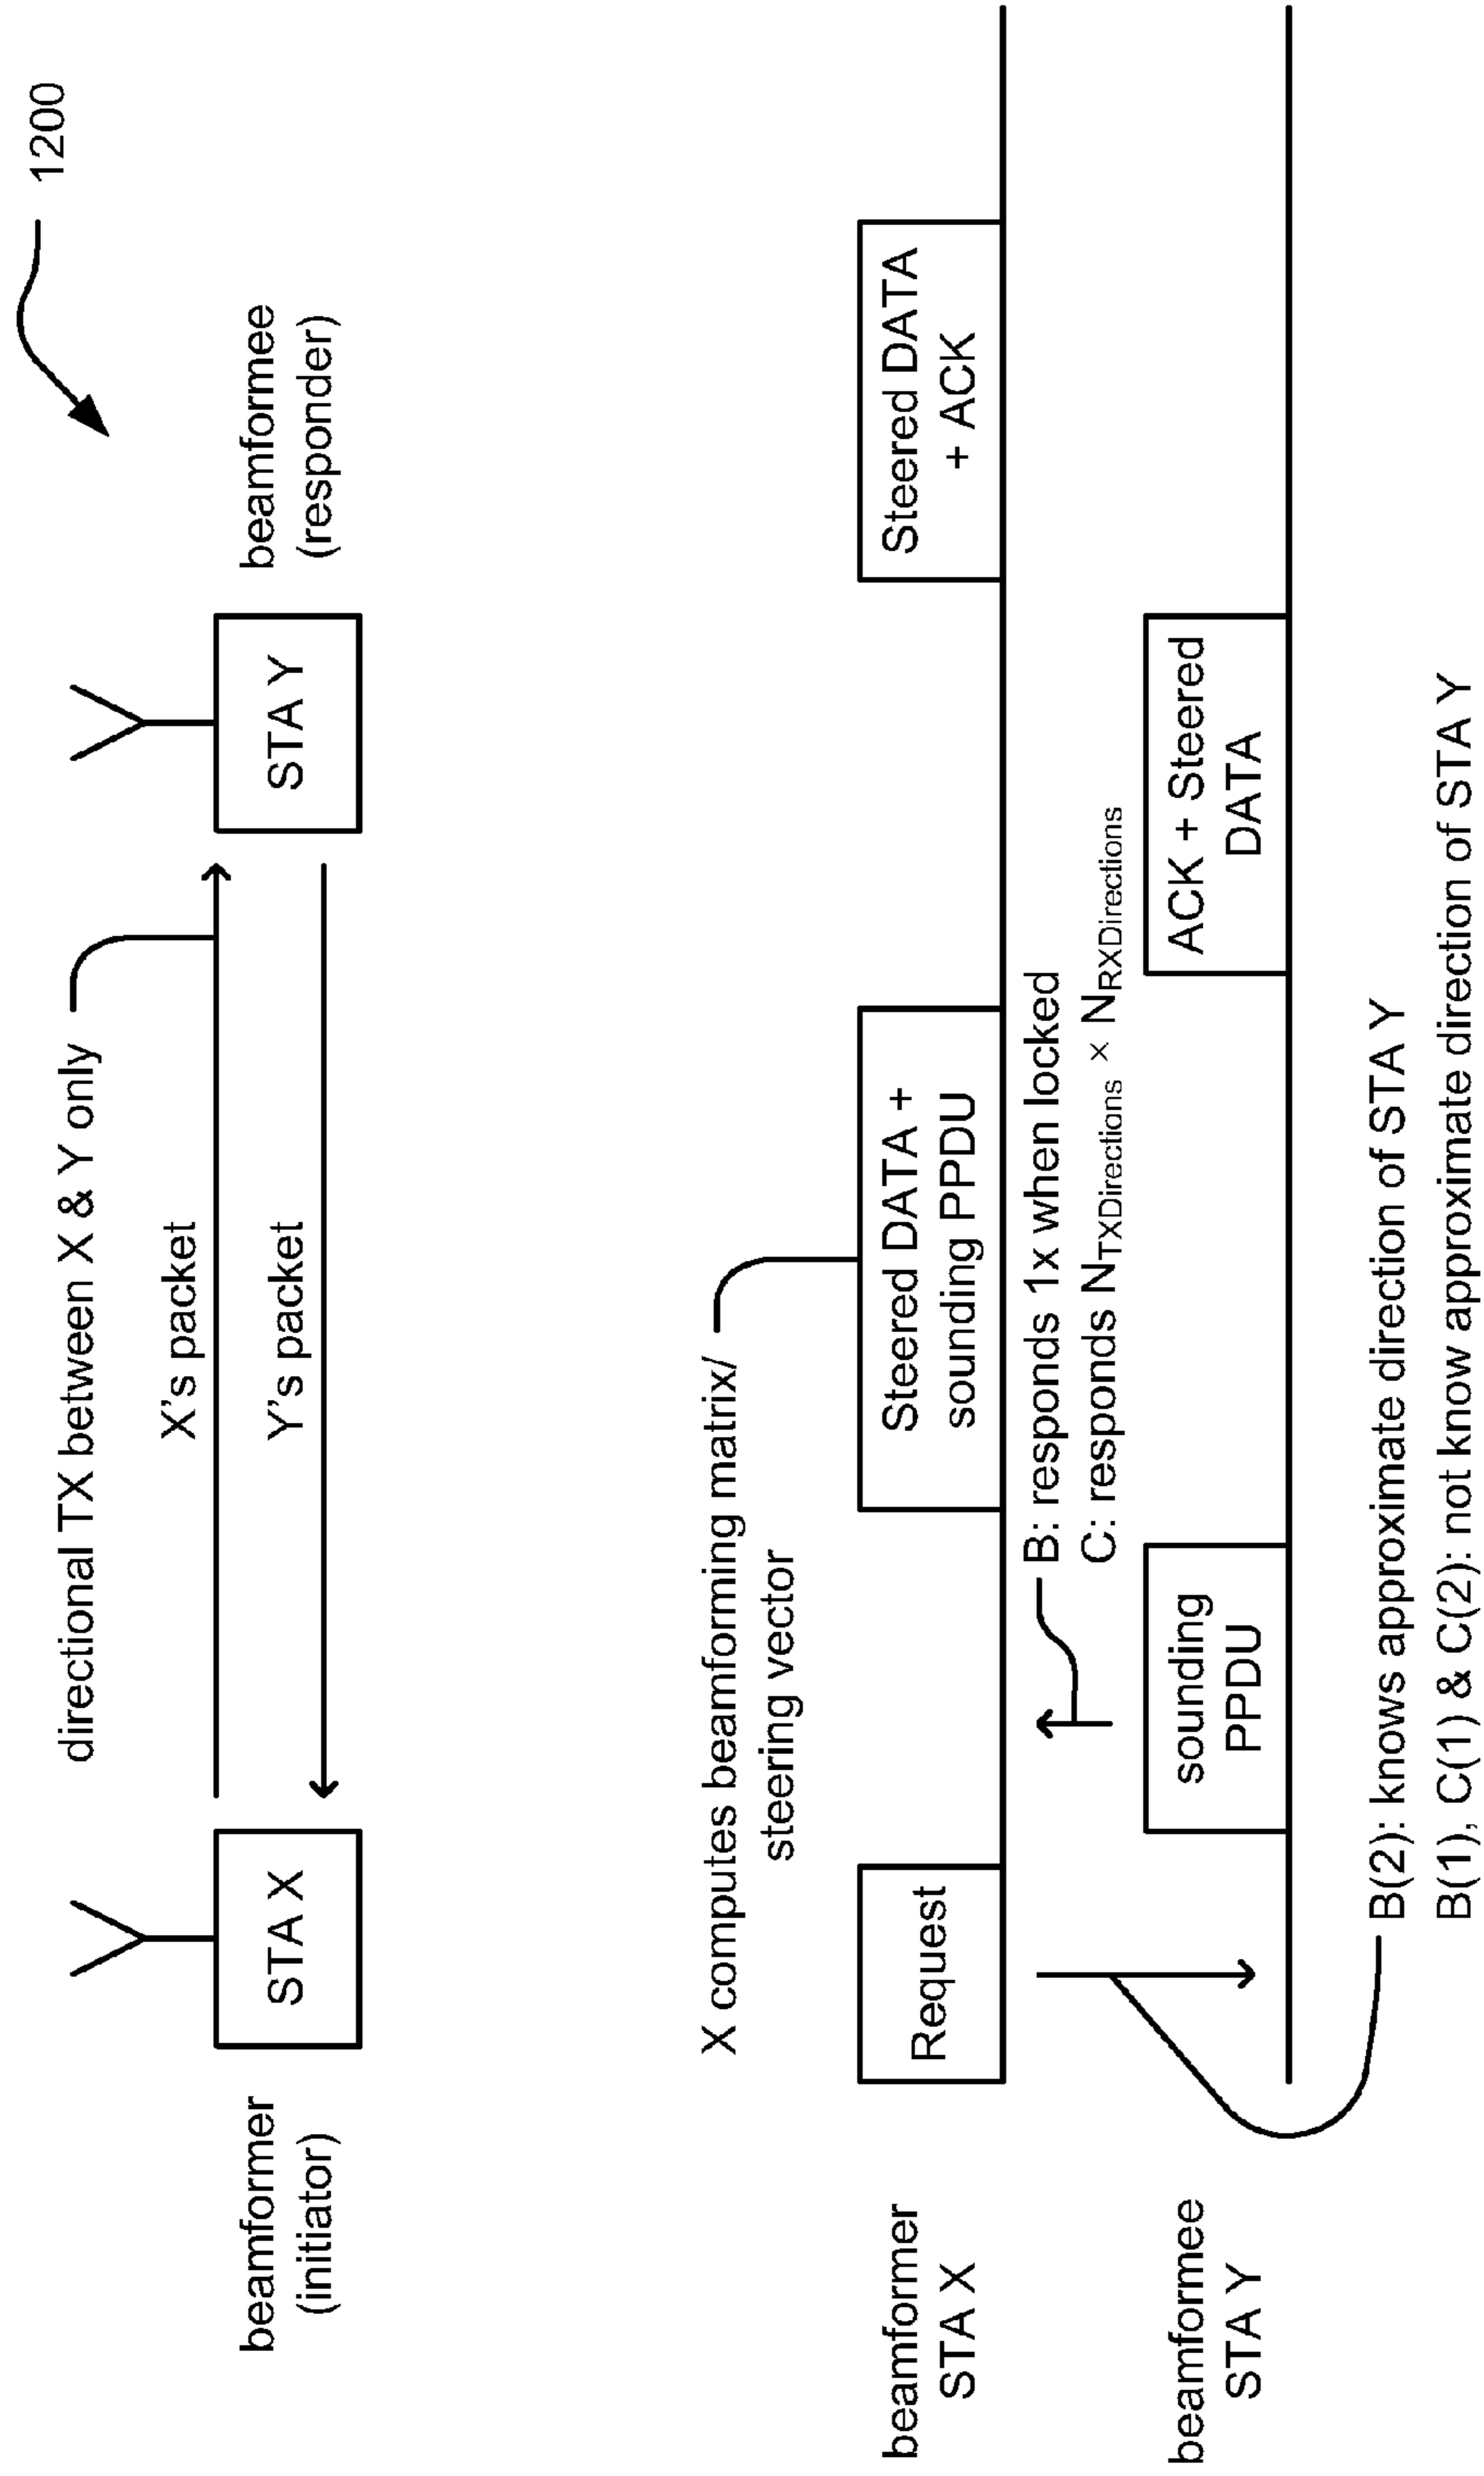 1200
directional TX between X & Y only
X's packet
Y's packet
beamformer
(initiator)
STA X
STA Y
beamformee
(responder)
X computes beamforming matrix/
steering vector
beamformer
STA X
Request
Steered DATA +
sounding PPDU
Steered DATA
+ ACK
B: responds 1x when locked
C: responds NTXDirections × NRXDirections
beamformee
STA Y
sounding
PPDU
ACK + Steered
DATA
B(2): knows approximate direction of STA Y
B(1), C(1) & C(2): not know approximate direction of STA Y